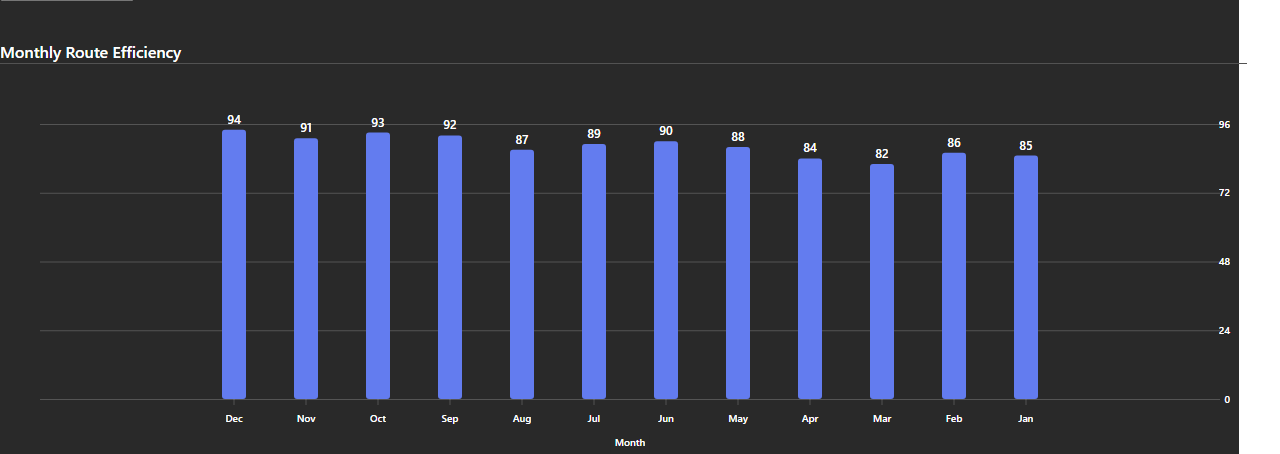 Monthly Route Efficiency
94 91 93 92 87 89 90 88 84 82 86 85
96
72
48
24
0
Dec Nov Oct Sep Aug Jul Jun May Apr Mar Feb Jan
Month